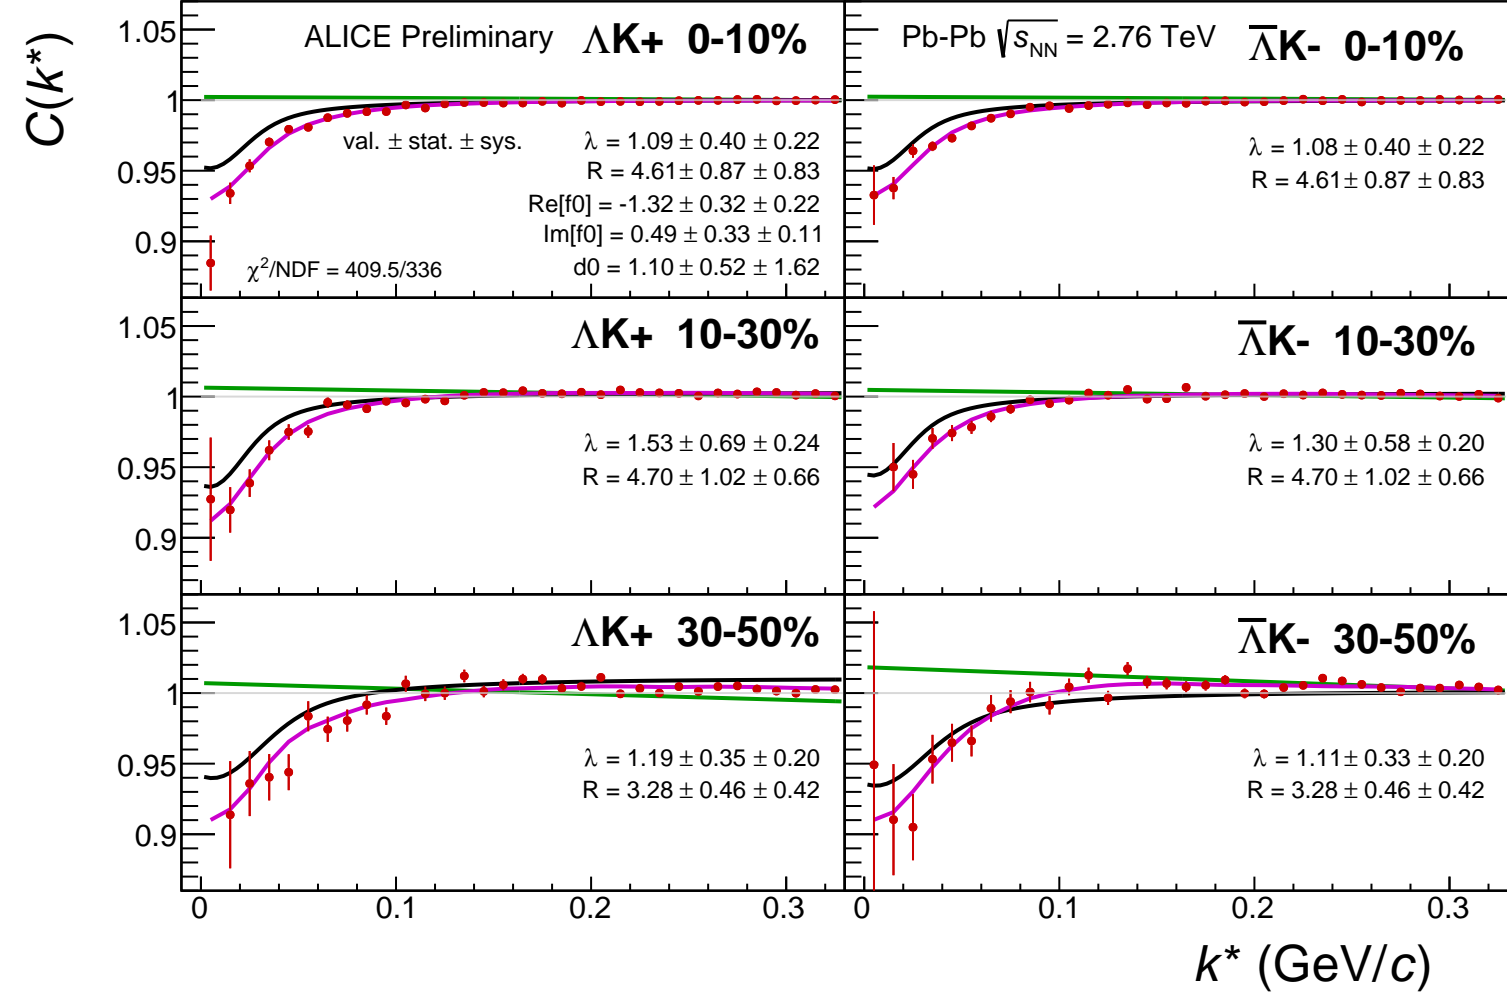 C(k*)
ALICE Preliminary ΛK+ 0-10%
val. ± stat. ± sys.
λ = 1.09 ± 0.40 ± 0.22
R = 4.61 ± 0.87 ± 0.83
Re[f0] = -1.32 ± 0.32 ± 0.22
Im[f0] = 0.49 ± 0.33 ± 0.11
d0 = 1.10 ± 0.52 ± 1.62
χ²/NDF = 409.5/336
1.05
1
0.95
0.9
Pb-Pb √s_NN = 2.76 TeV Λ̅K- 0-10%
λ = 1.08 ± 0.40 ± 0.22
R = 4.61 ± 0.87 ± 0.83
ΛK+ 10-30%
λ = 1.53 ± 0.69 ± 0.24
R = 4.70 ± 1.02 ± 0.66
1.05
1
0.95
0.9
Λ̅K- 10-30%
λ = 1.30 ± 0.58 ± 0.20
R = 4.70 ± 1.02 ± 0.66
ΛK+ 30-50%
λ = 1.19 ± 0.35 ± 0.20
R = 3.28 ± 0.46 ± 0.42
1.05
1
0.95
0.9
Λ̅K- 30-50%
λ = 1.11 ± 0.33 ± 0.20
R = 3.28 ± 0.46 ± 0.42
0 0.1 0.2 0.3
0 0.1 0.2 0.3
k* (GeV/c)